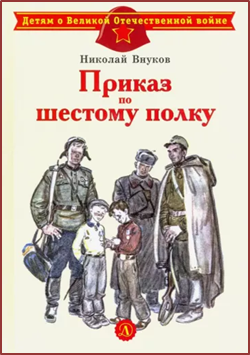 Детям о Великой Отечественной войне
Николай Внуков
Приказ
по
шестому полку